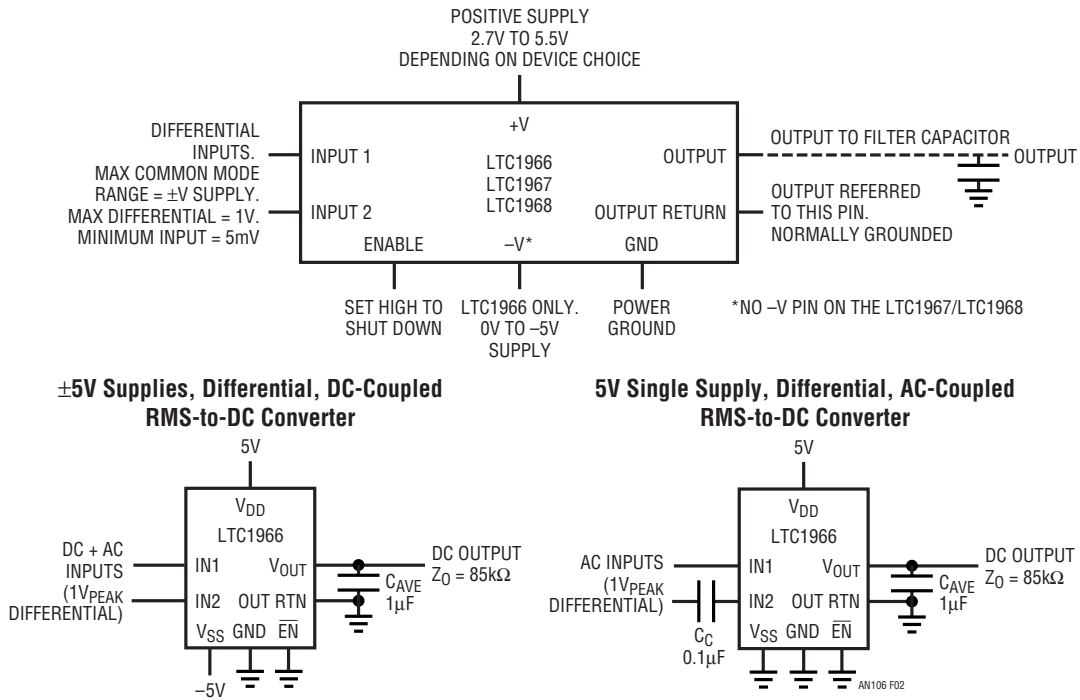 POSITIVE SUPPLY
2.7V TO 5.5V
DEPENDING ON DEVICE CHOICE
DIFFERENTIAL
INPUTS.
MAX COMMON MODE
RANGE = ±V SUPPLY.
MAX DIFFERENTIAL = 1V.
MINIMUM INPUT = 5mV
+V
INPUT 1
INPUT 2
LTC1966
LTC1967
LTC1968
OUTPUT
OUTPUT RETURN
ENABLE
–V*
GND
OUTPUT TO FILTER CAPACITOR
OUTPUT
OUTPUT REFERRED
TO THIS PIN.
NORMALLY GROUNDED
SET HIGH TO
SHUT DOWN
LTC1966 ONLY.
0V TO –5V
SUPPLY
POWER
GROUND
*NO –V PIN ON THE LTC1967/LTC1968
±5V Supplies, Differential, DC-Coupled
RMS-to-DC Converter
5V
VDD
LTC1966
DC + AC
INPUTS
(1VPEAK
DIFFERENTIAL)
IN1
IN2
VOUT
OUT RTN
VSS GND EN
–5V
CAVE
1µF
DC OUTPUT
ZO = 85kΩ
5V Single Supply, Differential, AC-Coupled
RMS-to-DC Converter
5V
VDD
LTC1966
AC INPUTS
(1VPEAK
DIFFERENTIAL)
CC
0.1µF
IN1
IN2
VOUT
OUT RTN
VSS GND EN
CAVE
1µF
DC OUTPUT
ZO = 85kΩ
AN106 F02